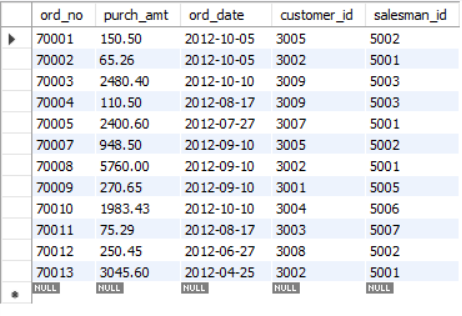 ord_no purch_amt ord_date customer_id salesman_id
70001 150.50 2012-10-05 3005 5002
70002 65.26 2012-10-05 3002 5001
70003 2480.40 2012-10-10 3009 5003
70004 110.50 2012-08-17 3009 5003
70005 2400.60 2012-07-27 3007 5001
70007 948.50 2012-09-10 3005 5002
70008 5760.00 2012-09-10 3002 5001
70009 270.65 2012-09-10 3001 5005
70010 1983.43 2012-10-10 3004 5006
70011 75.29 2012-08-17 3003 5007
70012 250.45 2012-06-27 3008 5002
70013 3045.60 2012-04-25 3002 5001
NULL NULL NULL NULL NULL